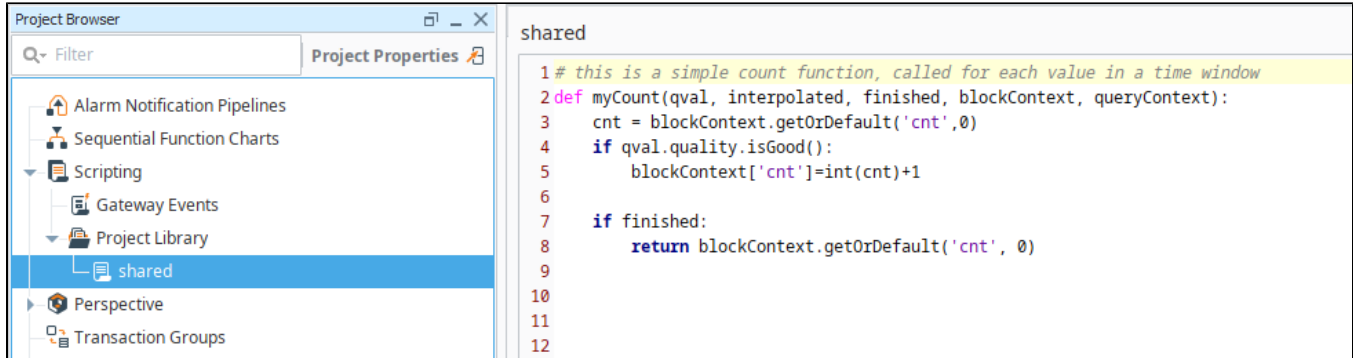 Project Browser
Filter
Project Properties
Alarm Notification Pipelines
Sequential Function Charts
Scripting
Gateway Events
Project Library
shared
Perspective
Transaction Groups
shared
1 # this is a simple count function, called for each value in a time window
2 def myCount(qval, interpolated, finished, blockContext, queryContext):
3     cnt = blockContext.getOrDefault('cnt',0)
4     if qval.quality.isGood():
5         blockContext['cnt']=int(cnt)+1
6
7     if finished:
8         return blockContext.getOrDefault('cnt', 0)
9
10
11
12